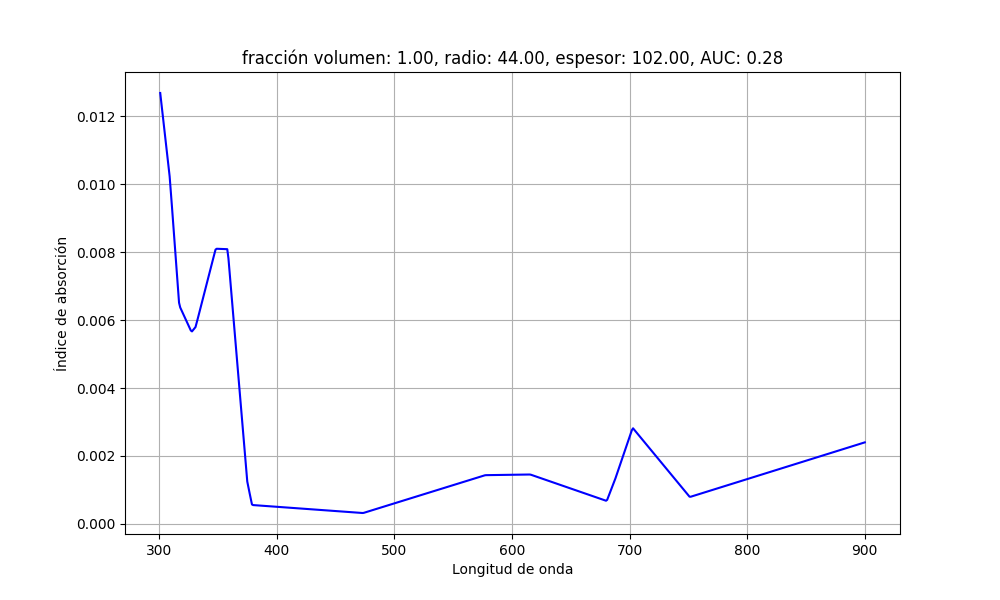 fracción volumen: 1.00, radio: 44.00, espesor: 102.00, AUC: 0.28
Índice de absorción
0.012
0.010
0.008
0.006
0.004
0.002
0.000
300 400 500 600 700 800 900
Longitud de onda